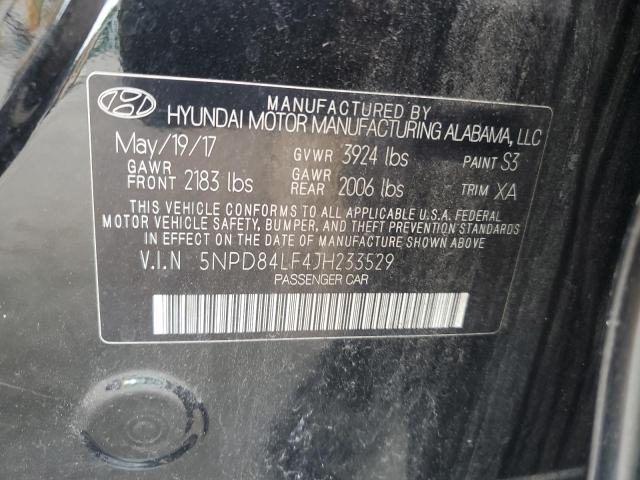 MANUFACTURED BY
HYUNDAI MOTOR MANUFACTURING ALABAMA, LLC
May/19/17 GVWR 3924 lbs PAINT S3
GAWR FRONT 2183 lbs GAWR REAR 2006 lbs TRIM XA
THIS VEHICLE CONFORMS TO ALL APPLICABLE U.S.A. FEDERAL
MOTOR VEHICLE SAFETY, BUMPER, AND THEFT PREVENTION STANDARDS
IN EFFECT ON THE DATE OF MANUFACTURE SHOWN ABOVE.
V.I.N 5NPD84LF4JH233529
PASSENGER CAR